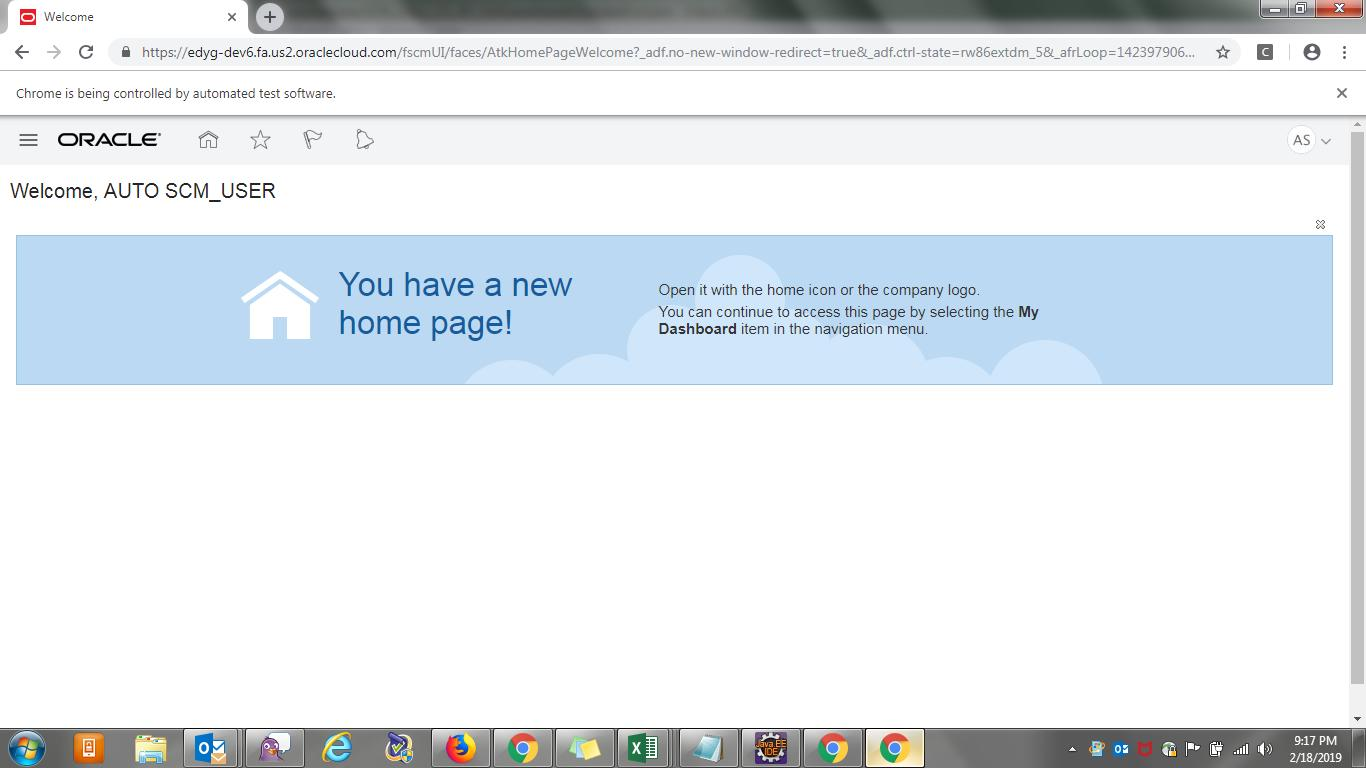 Welcome
https://edyg-dev6.fa.us2.oraclecloud.com/fscmUI/faces/AtkHomePageWelcome?_adf.no-new-window-redirect=true&_adf.ctrl-state=rw86extdm_5&_afrLoop=142397906...
C
Chrome is being controlled by automated test software.
ORACLE
AS
Welcome, AUTO SCM_USER
You have a new
home page!
Open it with the home icon or the company logo.
You can continue to access this page by selecting the My
Dashboard item in the navigation menu.
Java EE
IDE
9:17 PM
2/18/2019